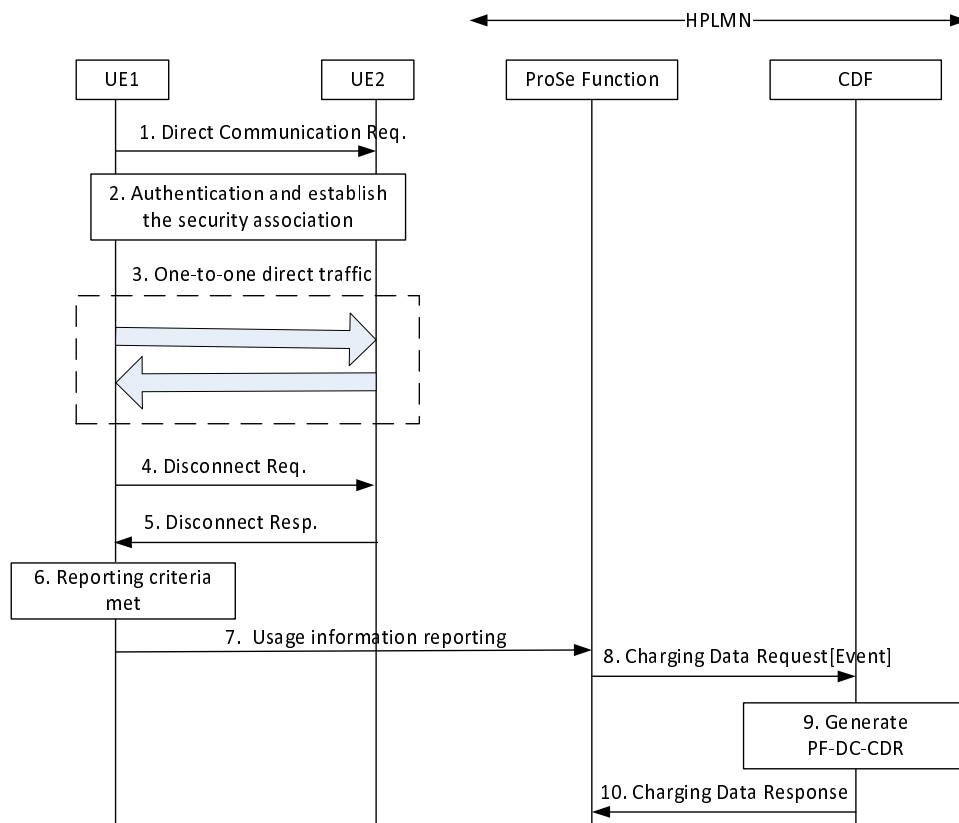 HPLMN
UE1
UE2
ProSe Function
CDF
1. Direct Communication Req.
2. Authentication and establish
the security association
3. One-to-one direct traffic
4. Disconnect Req.
5. Disconnect Resp.
6. Reporting criteria
met
7. Usage information reporting
8. Charging Data Request[Event]
9. Generate
PF-DC-CDR
10. Charging Data Response